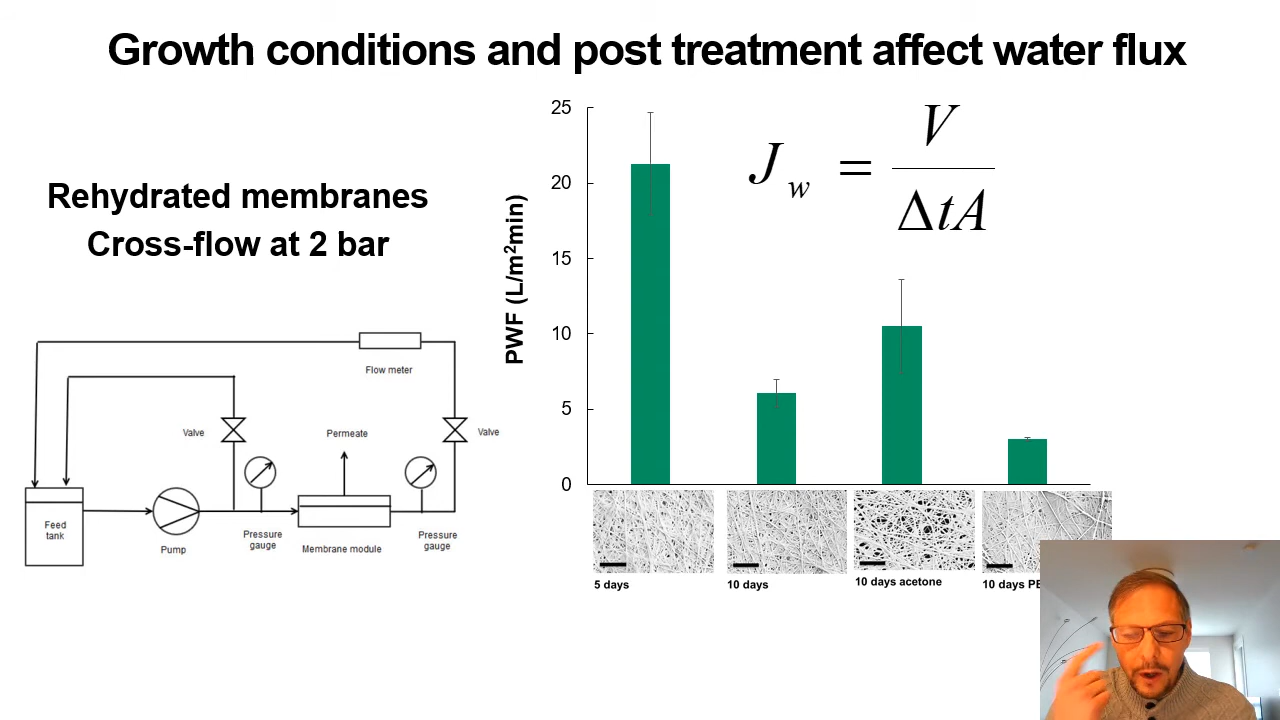 Growth conditions and post treatment affect water flux
Rehydrated membranes
Cross-flow at 2 bar
Flow meter
Valve
Permeate
Valve
Feed
tank
Pump
Pressure
gauge
Membrane module
Pressure
gauge
PWF (L/m²min)
25
20
15
10
5
0
J w = V
ΔtA
5 days
10 days
10 days acetone
10 days